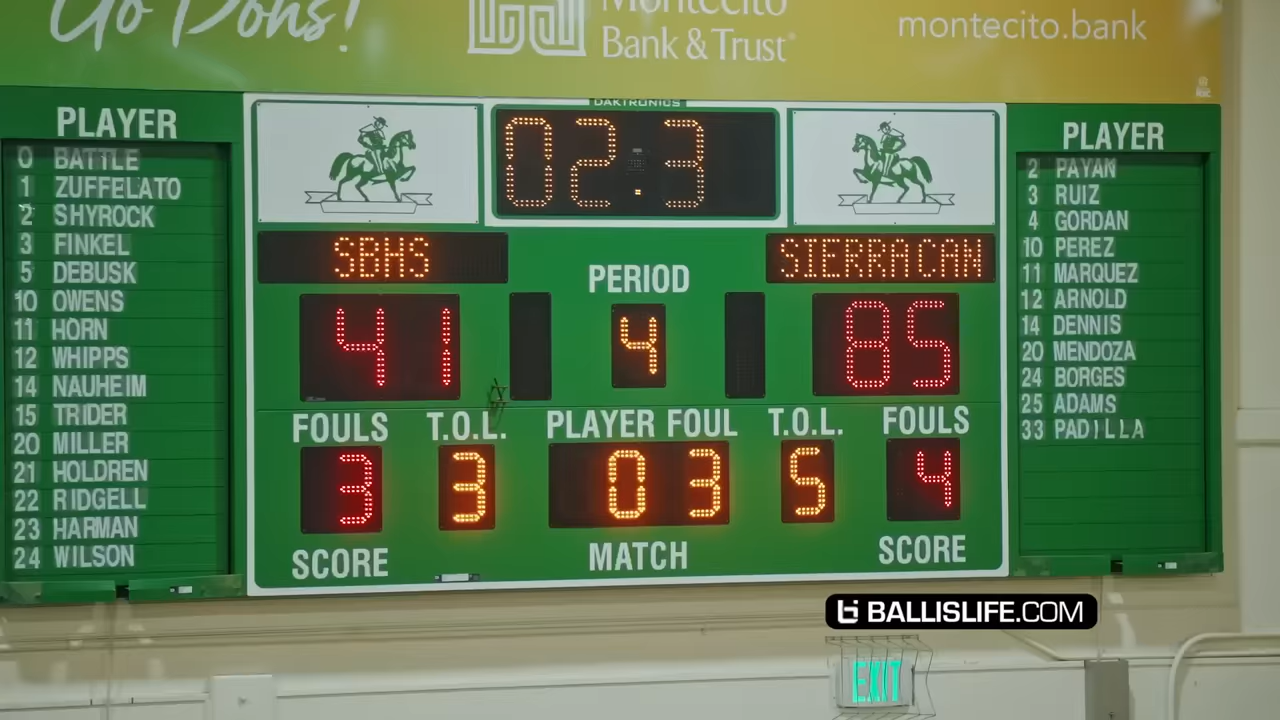 Go Dons!
Montecito
Bank & Trust
montecito.bank
DAKTRONICS
PLAYER
0 BATTLE
1 ZUFFELATO
2 SHYROCK
3 FINKEL
5 DEBUSK
10 OWENS
11 HORN
12 WHIPPS
14 NAUHEIM
15 TRIDER
20 MILLER
21 HOLDREN
22 RIDGELL
23 HARMAN
24 WILSON
02.3
SBHS
SIERRACAN
PERIOD
41
4
85
FOULS
T.O.L.
PLAYER FOUL
T.O.L.
FOULS
3
3
0 3
5
4
SCORE
MATCH
SCORE
PLAYER
2 PAYAN
3 RUIZ
4 GORDAN
10 PEREZ
11 MARQUEZ
12 ARNOLD
14 DENNIS
20 MENDOZA
24 BORGES
25 ADAMS
33 PADILLA
BALLISLIFE.COM
EXIT